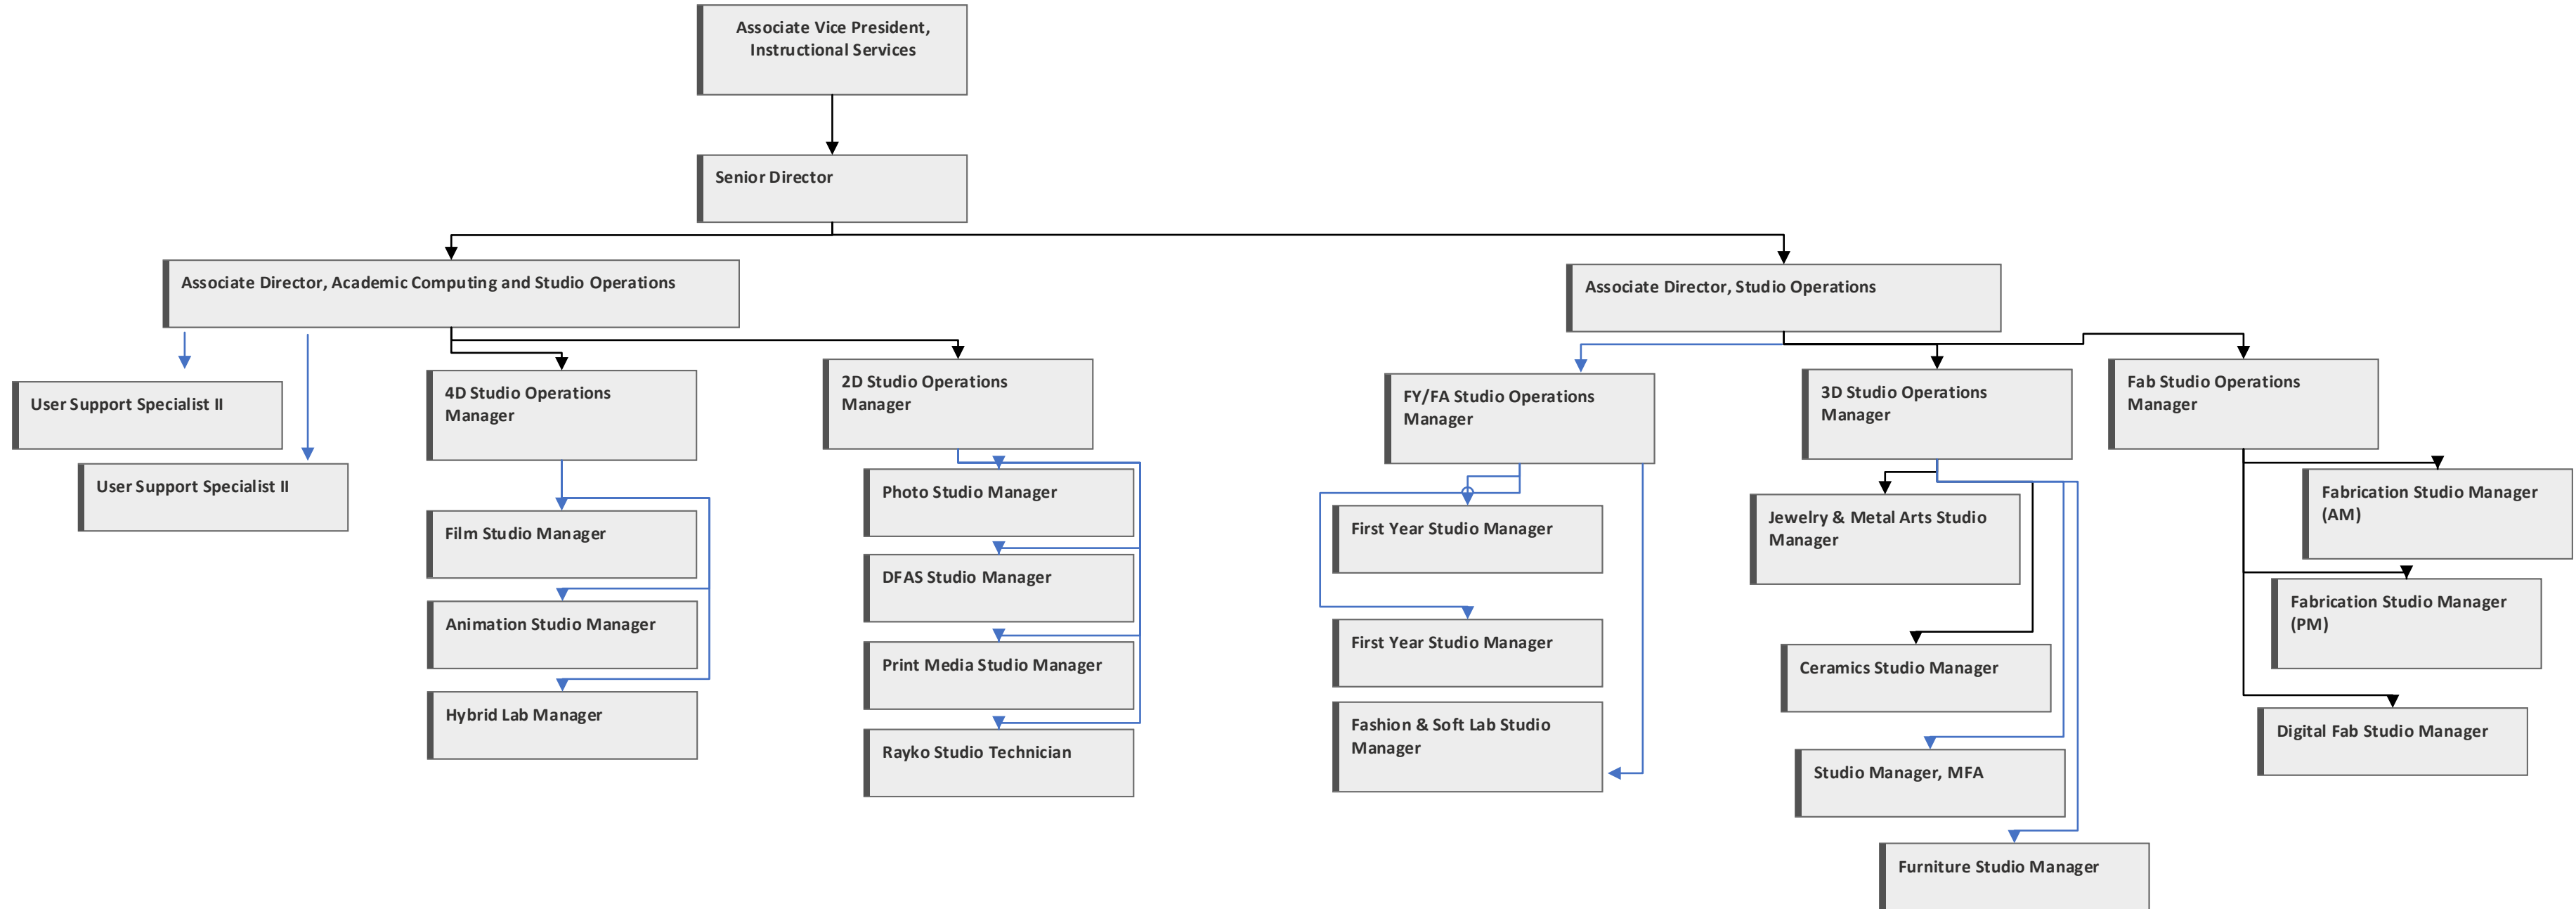 Associate Vice President,
Instructional Services
Senior Director
Associate Director, Academic Computing and Studio Operations
Associate Director, Studio Operations
User Support Specialist II
User Support Specialist II
4D Studio Operations
Manager
Film Studio Manager
Animation Studio Manager
Hybrid Lab Manager
2D Studio Operations
Manager
Photo Studio Manager
DFAS Studio Manager
Print Media Studio Manager
Rayko Studio Technician
FY/FA Studio Operations
Manager
First Year Studio Manager
First Year Studio Manager
Fashion & Soft Lab Studio
Manager
3D Studio Operations
Manager
Jewelry & Metal Arts Studio
Manager
Ceramics Studio Manager
Studio Manager, MFA
Furniture Studio Manager
Fab Studio Operations
Manager
Fabrication Studio Manager
(AM)
Fabrication Studio Manager
(PM)
Digital Fab Studio Manager